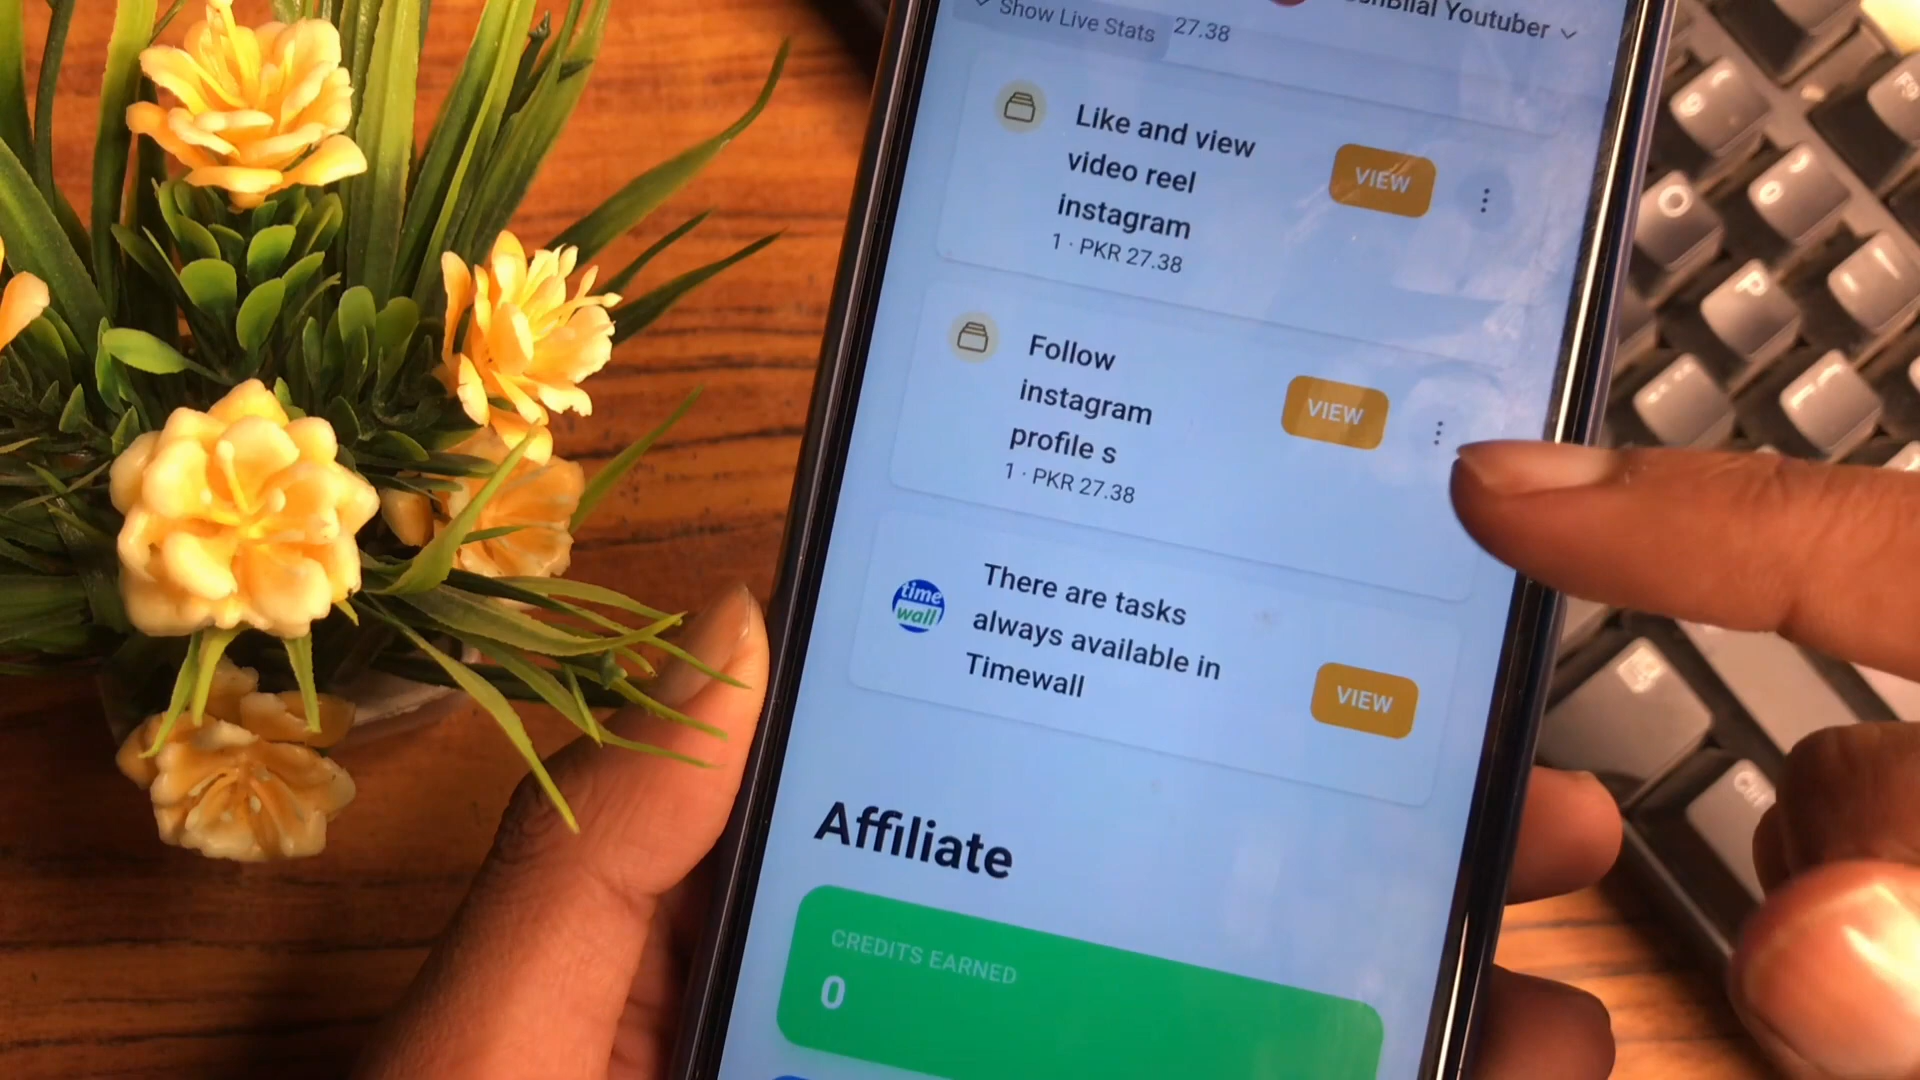 Show Live Stats
27.38
Youtuber
Like and view
video reel
instagram
1 · PKR 27.38
VIEW
Follow
instagram
profile s
1 · PKR 27.38
VIEW
time
wall
There are tasks
always available in
Timewall
VIEW
Affiliate
CREDITS EARNED
0
O
P
Ctrl
F9